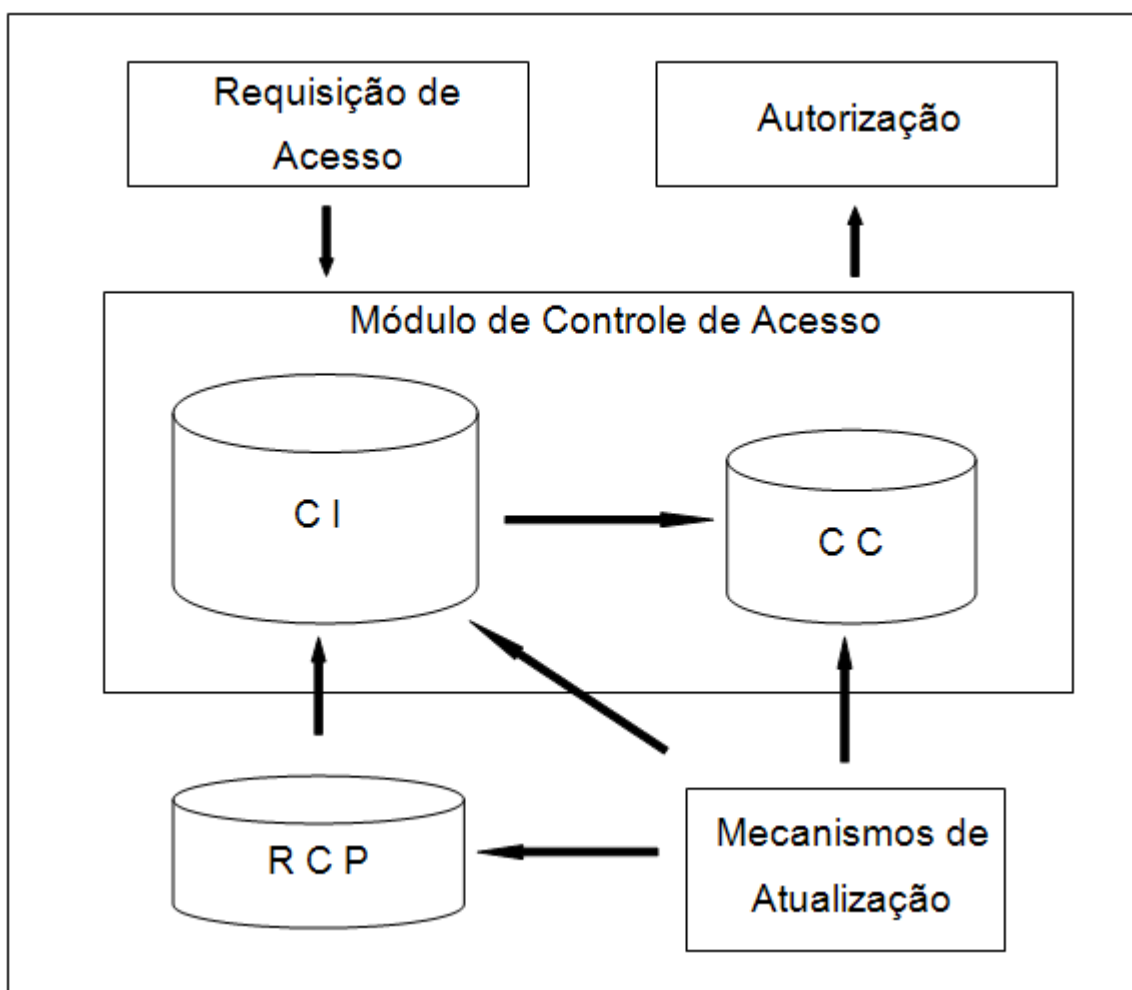 Requisição de
Acesso
Autorização
Módulo de Controle de Acesso
C I
C C
R C P
Mecanismos de
Atualização